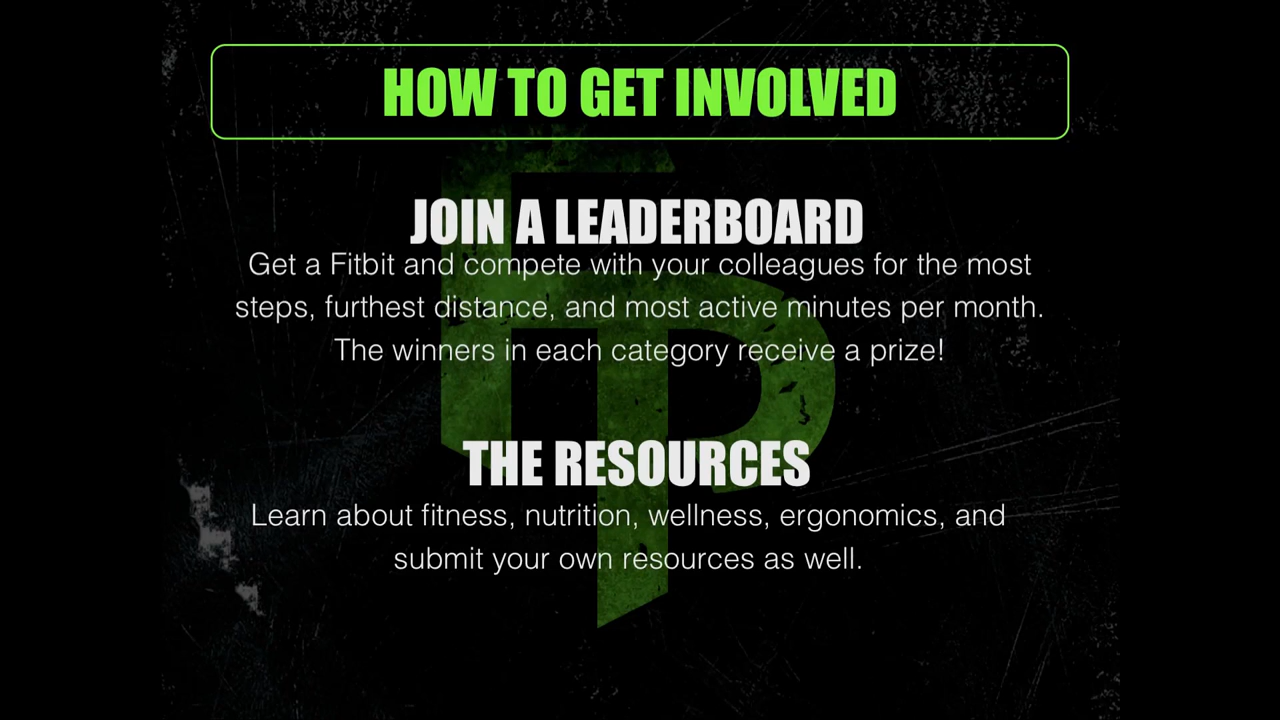 HOW TO GET INVOLVED
JOIN A LEADERBOARD
Get a Fitbit and compete with your colleagues for the most
steps, furthest distance, and most active minutes per month.
The winners in each category receive a prize!
THE RESOURCES
Learn about fitness, nutrition, wellness, ergonomics, and
submit your own resources as well.